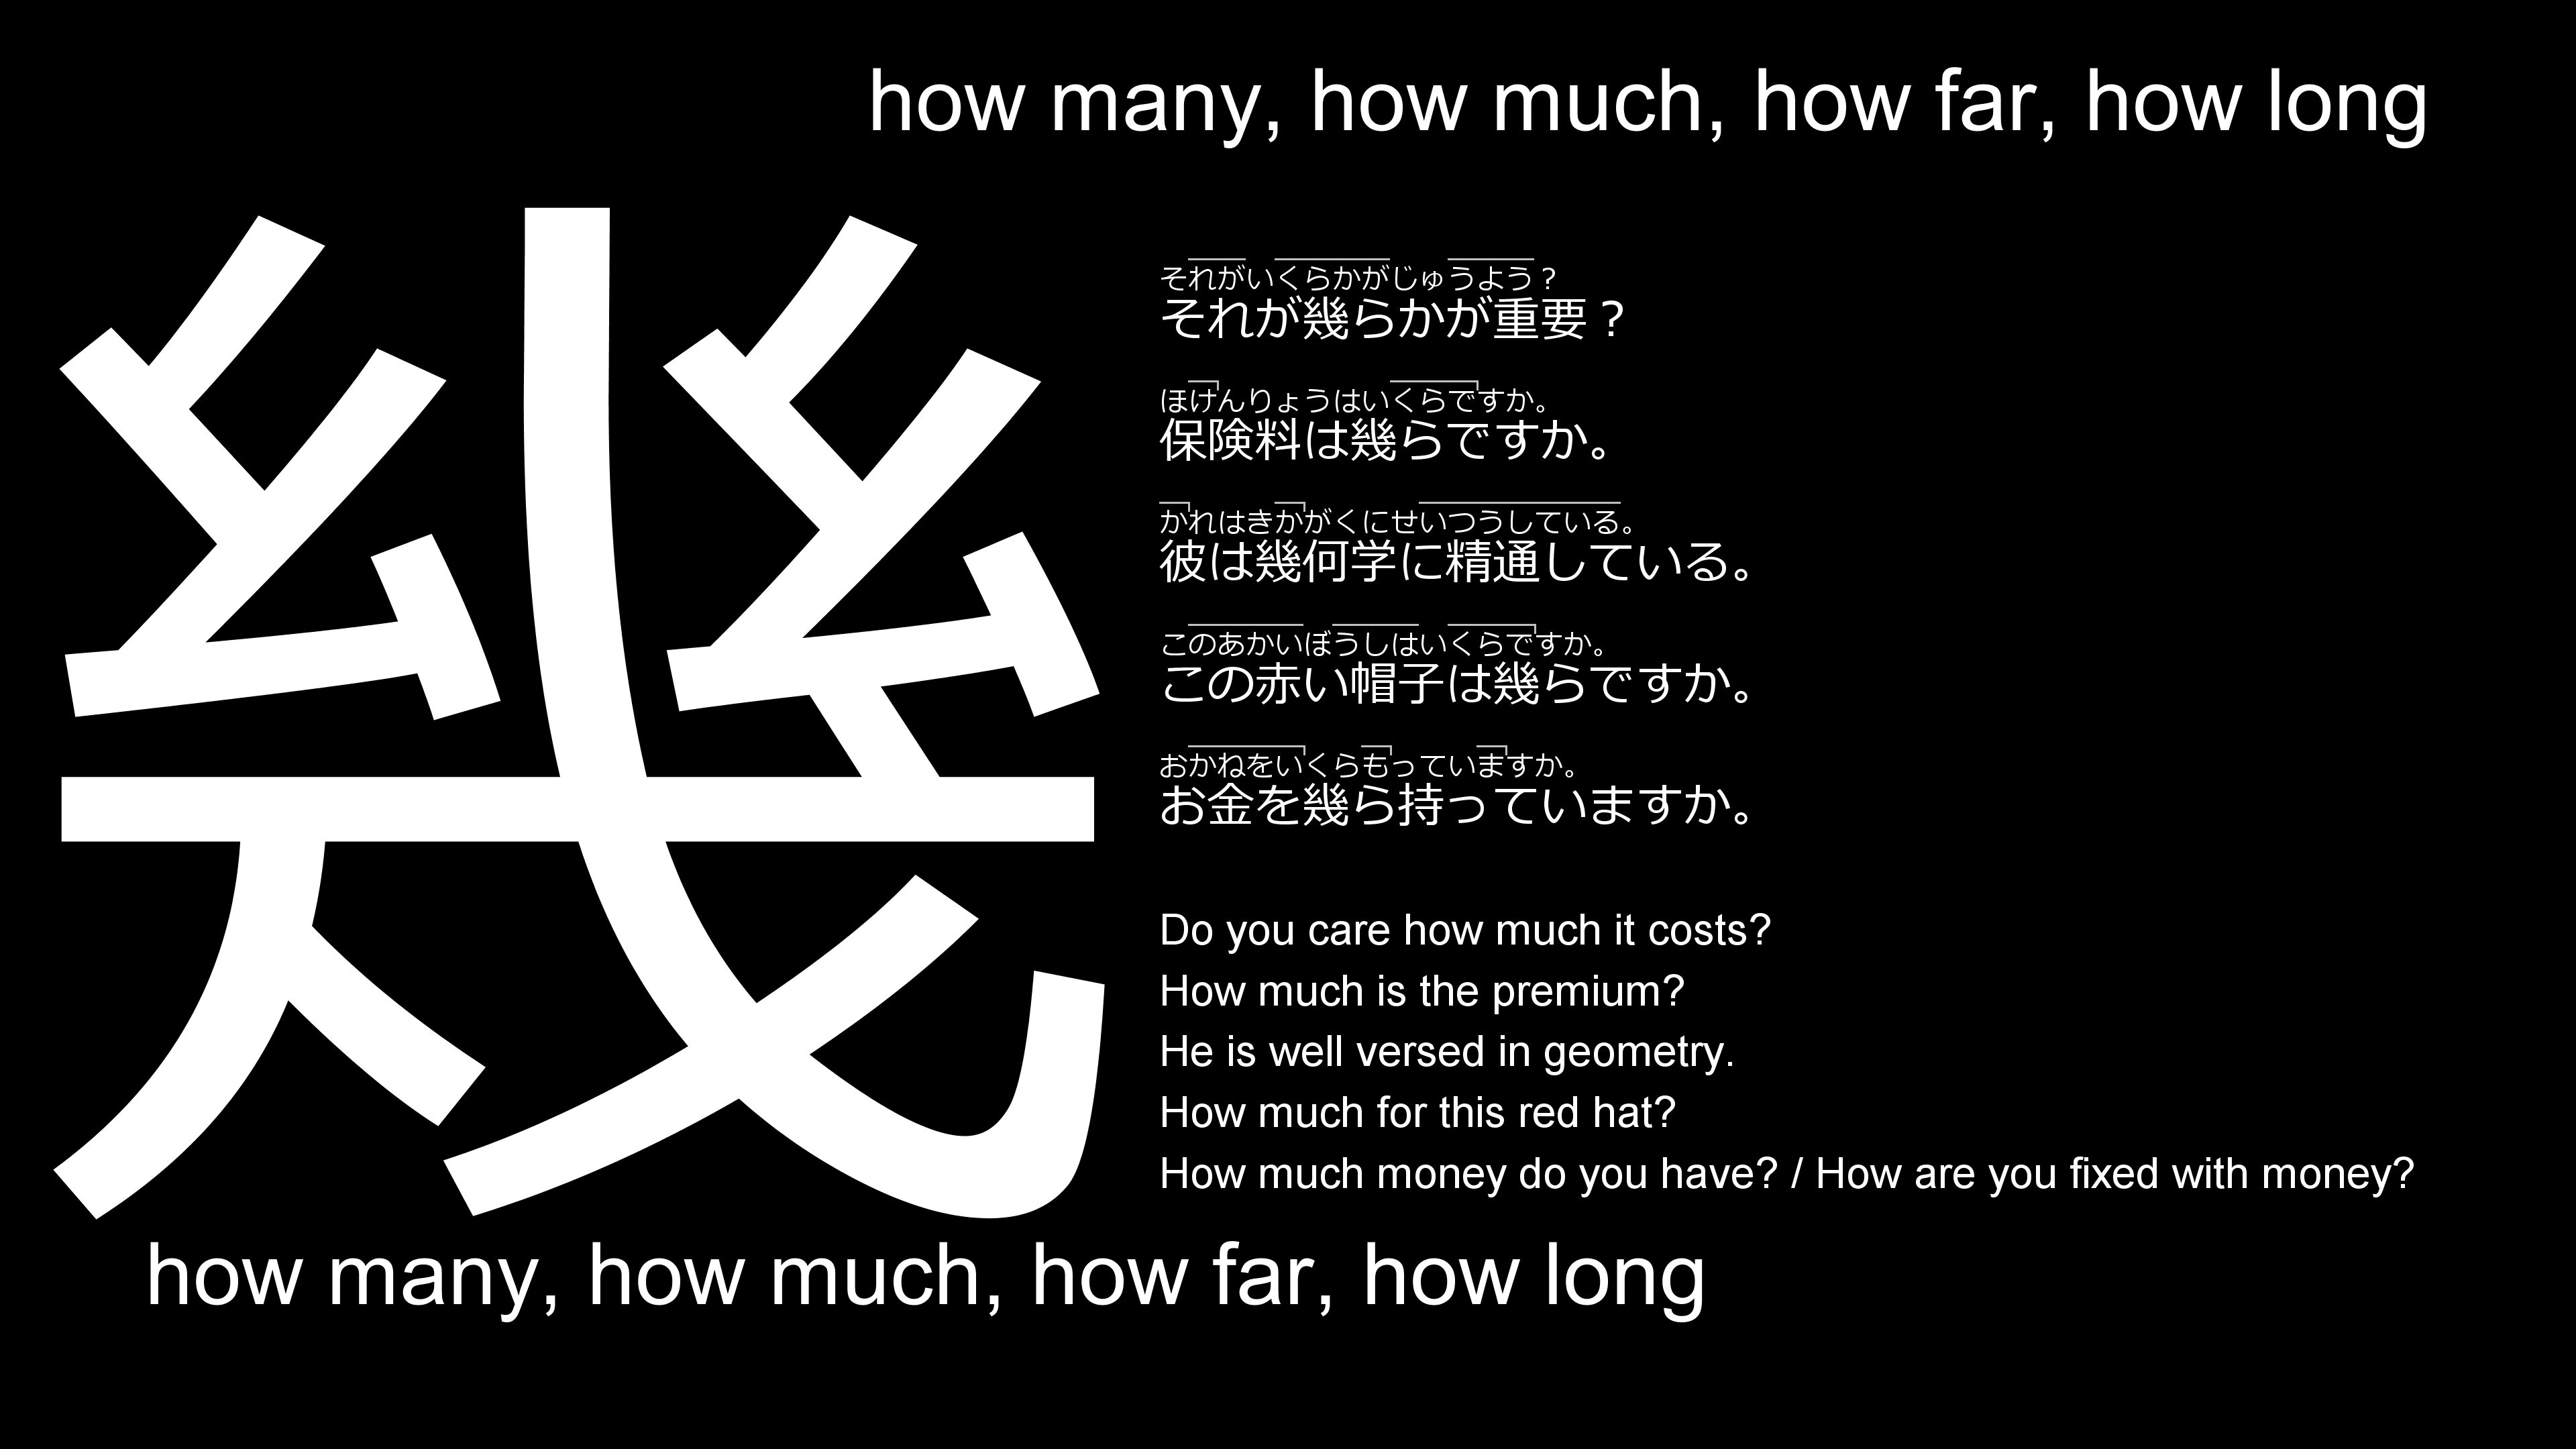 how many, how much, how far, how long
幾
それがいくらかがじゅうよう？
それが幾らかが重要？
ほけんりょうはいくらですか。
保険料は幾らですか。
かれはきかがくにせいつうしている。
彼は幾何学に精通している。
このあかいぼうしはいくらですか。
この赤い帽子は幾らですか。
おかねをいくらもっていますか。
お金を幾ら持っていますか。
Do you care how much it costs?
How much is the premium?
He is well versed in geometry.
How much for this red hat?
How much money do you have? / How are you fixed with money?
how many, how much, how far, how long